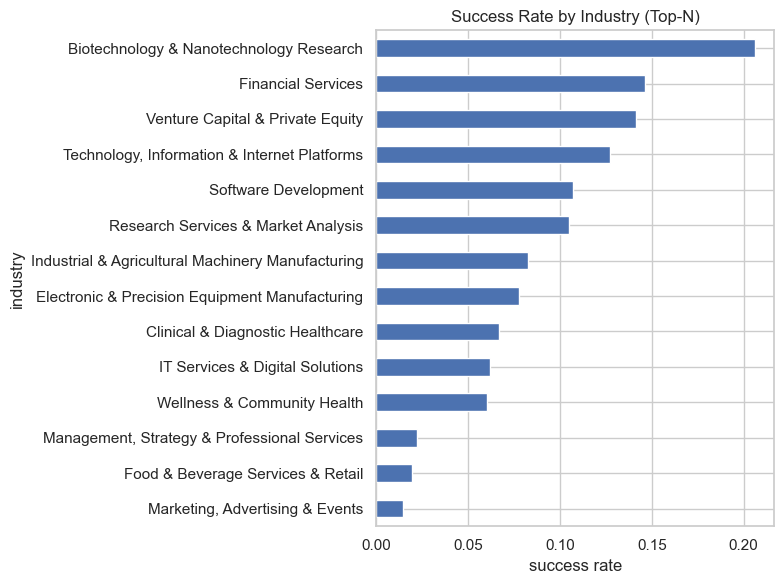 Success Rate by Industry (Top-N)
Biotechnology & Nanotechnology Research
Financial Services
Venture Capital & Private Equity
Technology, Information & Internet Platforms
Software Development
Research Services & Market Analysis
Industrial & Agricultural Machinery Manufacturing
Electronic & Precision Equipment Manufacturing
Clinical & Diagnostic Healthcare
IT Services & Digital Solutions
Wellness & Community Health
Management, Strategy & Professional Services
Food & Beverage Services & Retail
Marketing, Advertising & Events
industry
0.00 0.05 0.10 0.15 0.20
success rate